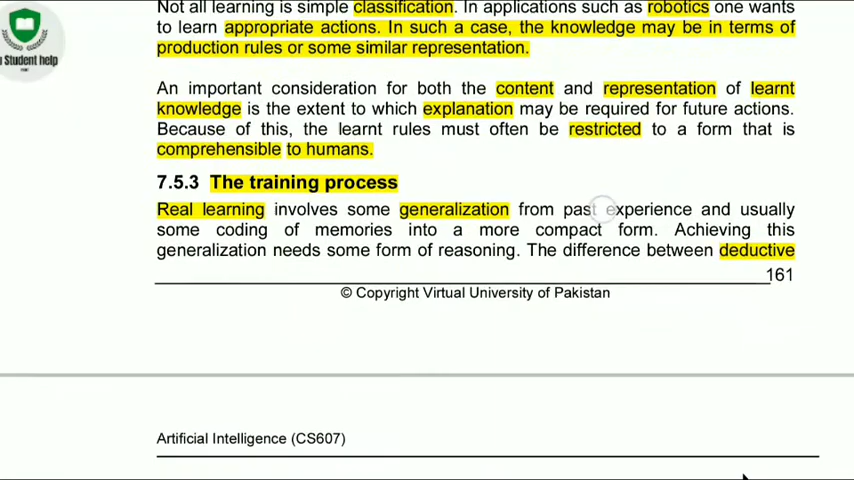 Not all learning is simple classification. In applications such as robotics one wants
to learn appropriate actions. In such a case, the knowledge may be in terms of
production rules or some similar representation.
Student help
An important consideration for both the content and representation of learnt
knowledge is the extent to which explanation may be required for future actions.
Because of this, the learnt rules must often be restricted to a form that is
comprehensible to humans.
7.5.3 The training process
Real learning involves some generalization from past experience and usually
some coding of memories into a more compact form. Achieving this
generalization needs some form of reasoning. The difference between deductive
161
© Copyright Virtual University of Pakistan
Artificial Intelligence (CS607)